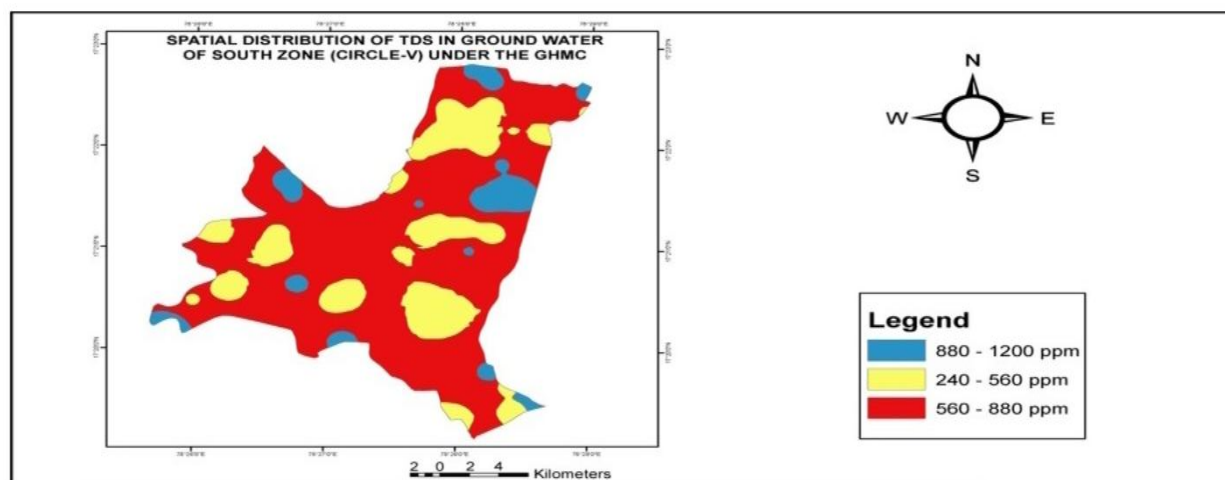 SPATIAL DISTRIBUTION OF TDS IN GROUND WATER
OF SOUTH ZONE (CIRCLE-V) UNDER THE GHMC
N
W
E
S
Legend
880 - 1200 ppm
240 - 560 ppm
560 - 880 ppm
2 0 2 4
Kilometers